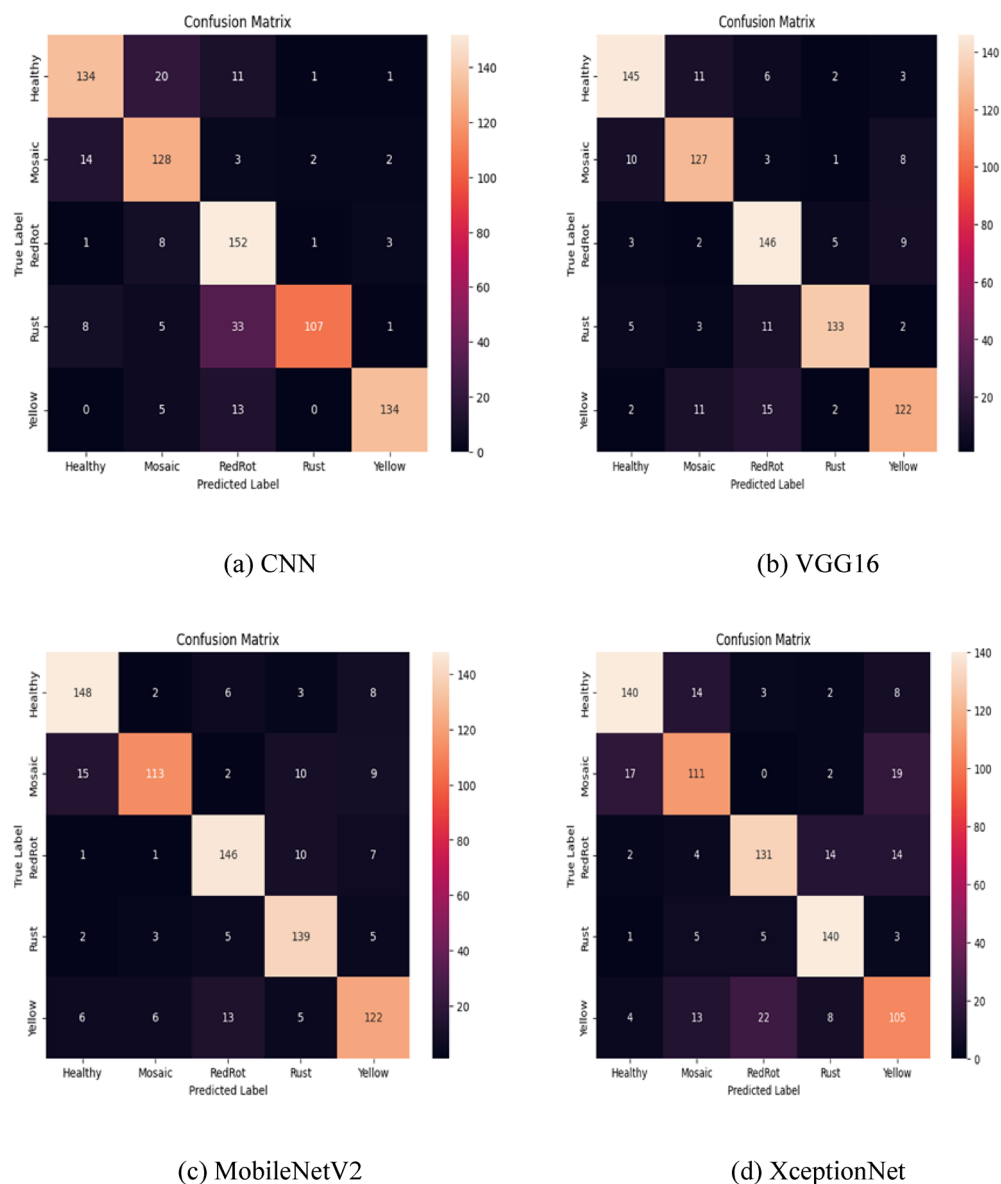 Confusion Matrix
Healthy 134 20 11 1 1
Mosaic 14 128 3 2 2
RedRot 1 8 152 1 3
Rust 8 5 33 107 1
Yellow 0 5 13 0 134
True Label
Healthy Mosaic RedRot Rust Yellow
Predicted Label
140
120
100
80
60
40
20
0
(a) CNN
Confusion Matrix
Healthy 145 11 6 2 3
Mosaic 10 127 3 1 8
RedRot 3 2 146 5 9
Rust 5 3 11 133 2
Yellow 2 11 15 2 122
True Label
Healthy Mosaic RedRot Rust Yellow
Predicted Label
140
120
100
80
60
40
20
(b) VGG16
Confusion Matrix
Healthy 148 2 6 3 8
Mosaic 15 113 2 10 9
RedRot 1 1 146 10 7
Rust 2 3 5 139 5
Yellow 6 6 13 5 122
True Label
Healthy Mosaic RedRot Rust Yellow
Predicted Label
140
120
100
80
60
40
20
(c) MobileNetV2
Confusion Matrix
Healthy 140 14 3 2 8
Mosaic 17 111 0 2 19
RedRot 2 4 131 14 14
Rust 1 5 5 140 3
Yellow 4 13 22 8 105
True Label
Healthy Mosaic RedRot Rust Yellow
Predicted Label
140
120
100
80
60
40
20
0
(d) XceptionNet